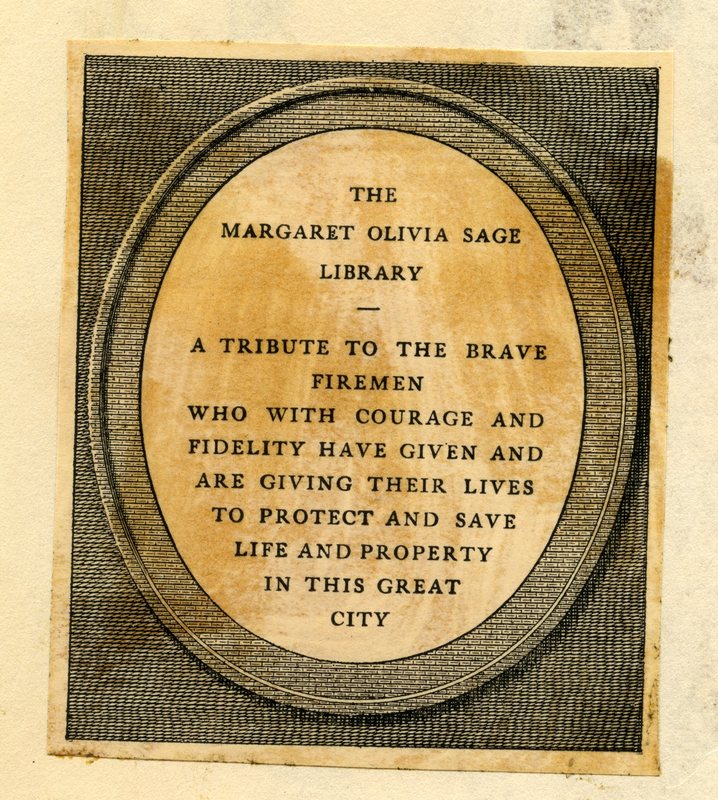 THE
MARGARET OLIVIA SAGE
LIBRARY
—
A TRIBUTE TO THE BRAVE
FIREMEN
WHO WITH COURAGE AND
FIDELITY HAVE GIVEN AND
ARE GIVING THEIR LIVES
TO PROTECT AND SAVE
LIFE AND PROPERTY
IN THIS GREAT
CITY